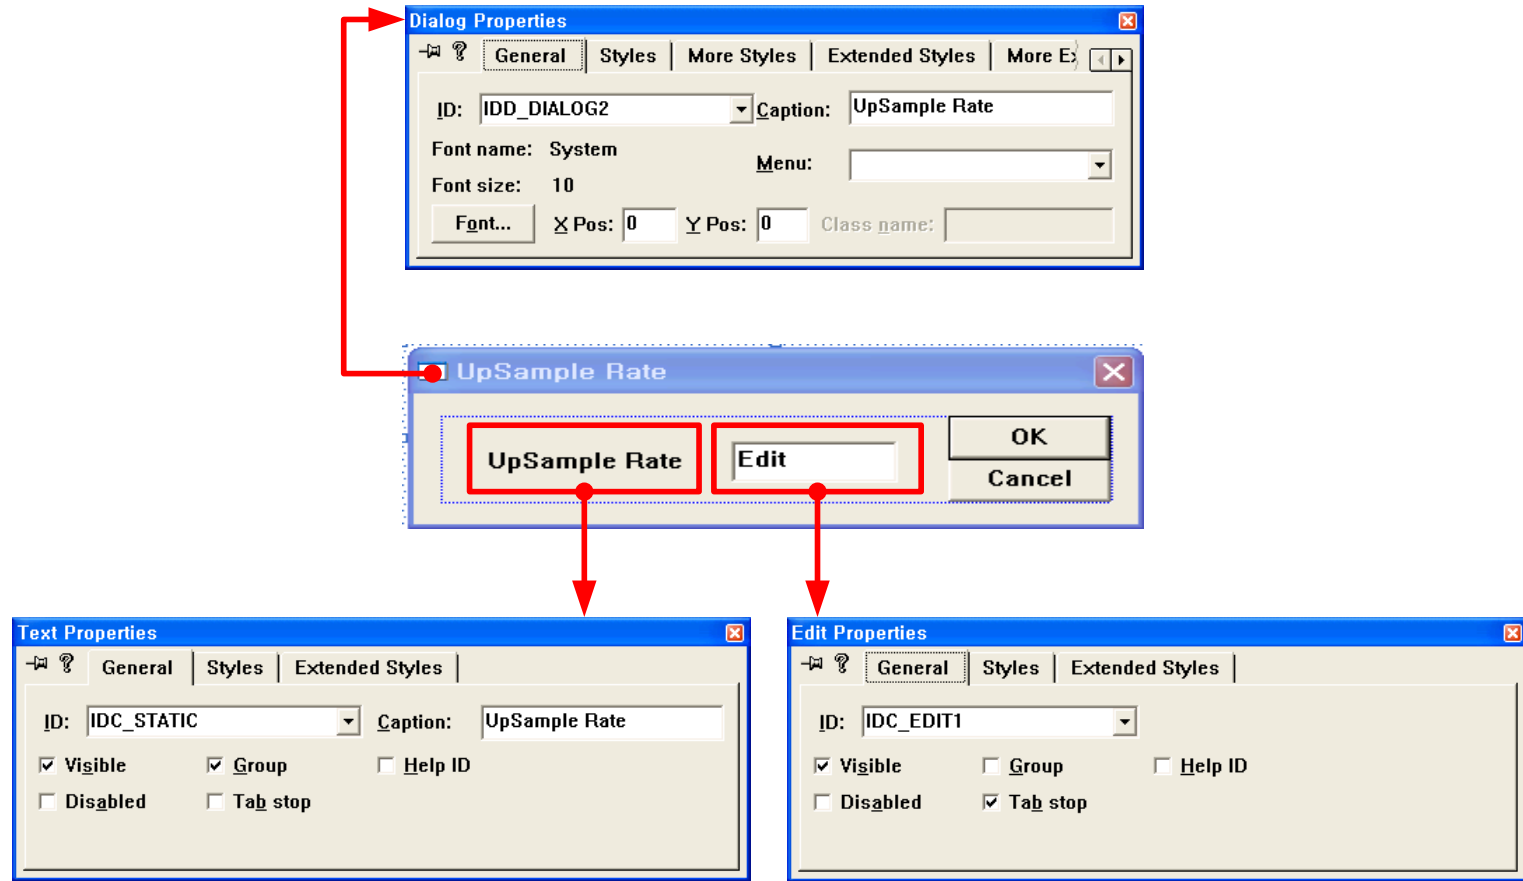 Dialog Properties
General Styles More Styles Extended Styles More Ex
ID: IDD_DIALOG2 Caption: UpSample Rate
Font name: System Menu:
Font size: 10
Font... X Pos: 0 Y Pos: 0 Class name:
UpSample Rate
UpSample Rate Edit OK
Cancel
Text Properties
General Styles Extended Styles
ID: IDC_STATIC Caption: UpSample Rate
Visible Group Help ID
Disabled Tab stop
Edit Properties
General Styles Extended Styles
ID: IDC_EDIT1
Visible Group Help ID
Disabled Tab stop